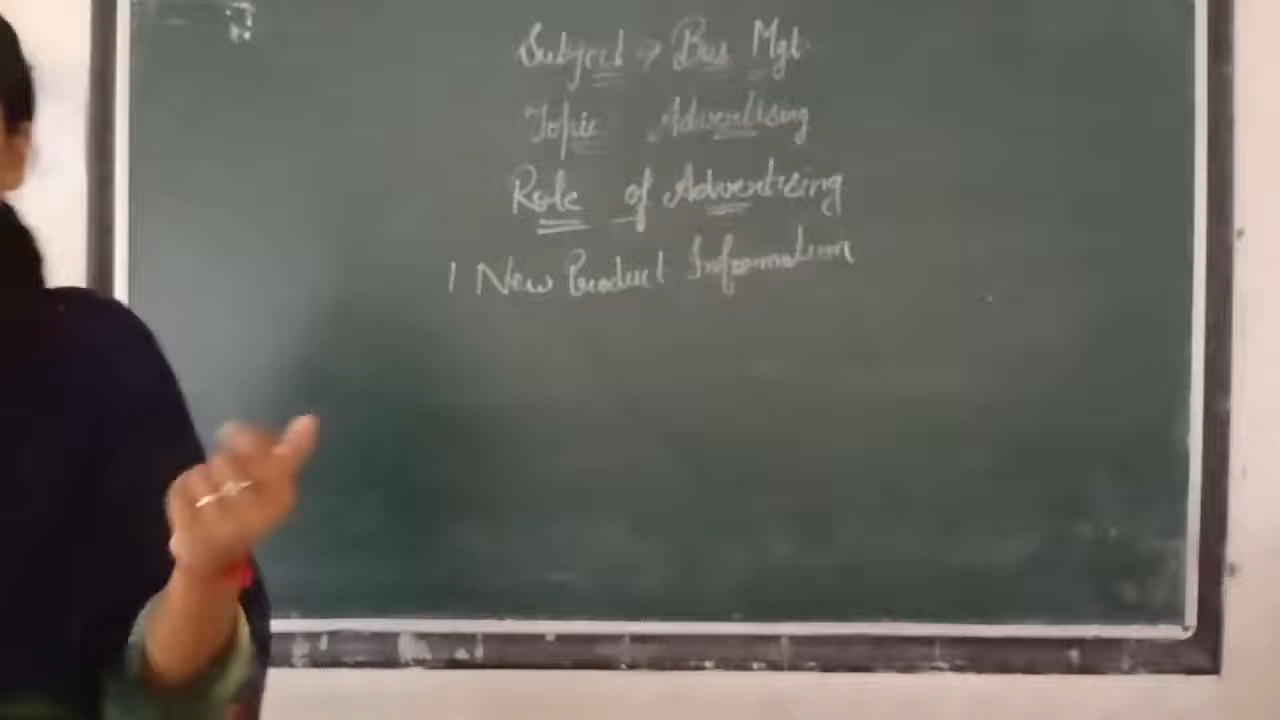 Subject → Bus Mgt.
Topic Advertising
Role of Advertising
1 New Product Information